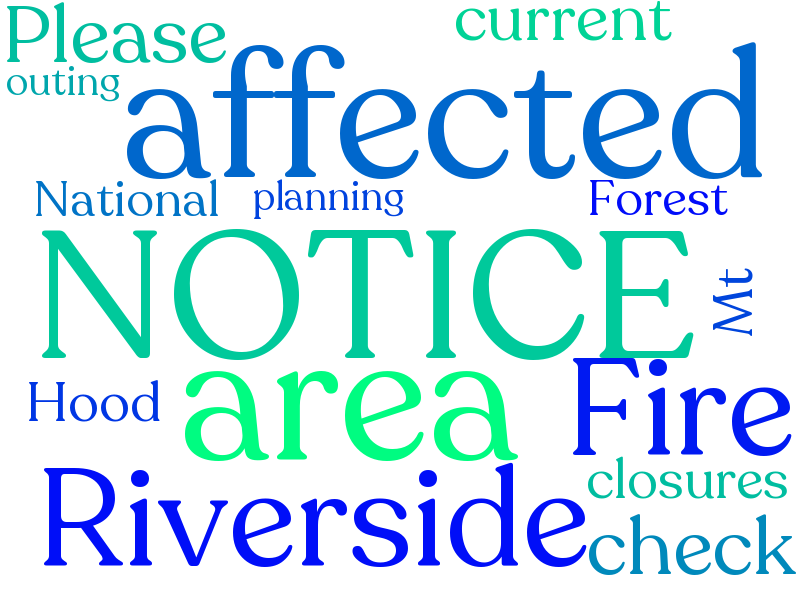 Please
current
outing
affected
National
planning
Forest
NOTICE
Mt
Hood
area
Fire
Riverside
closures
check